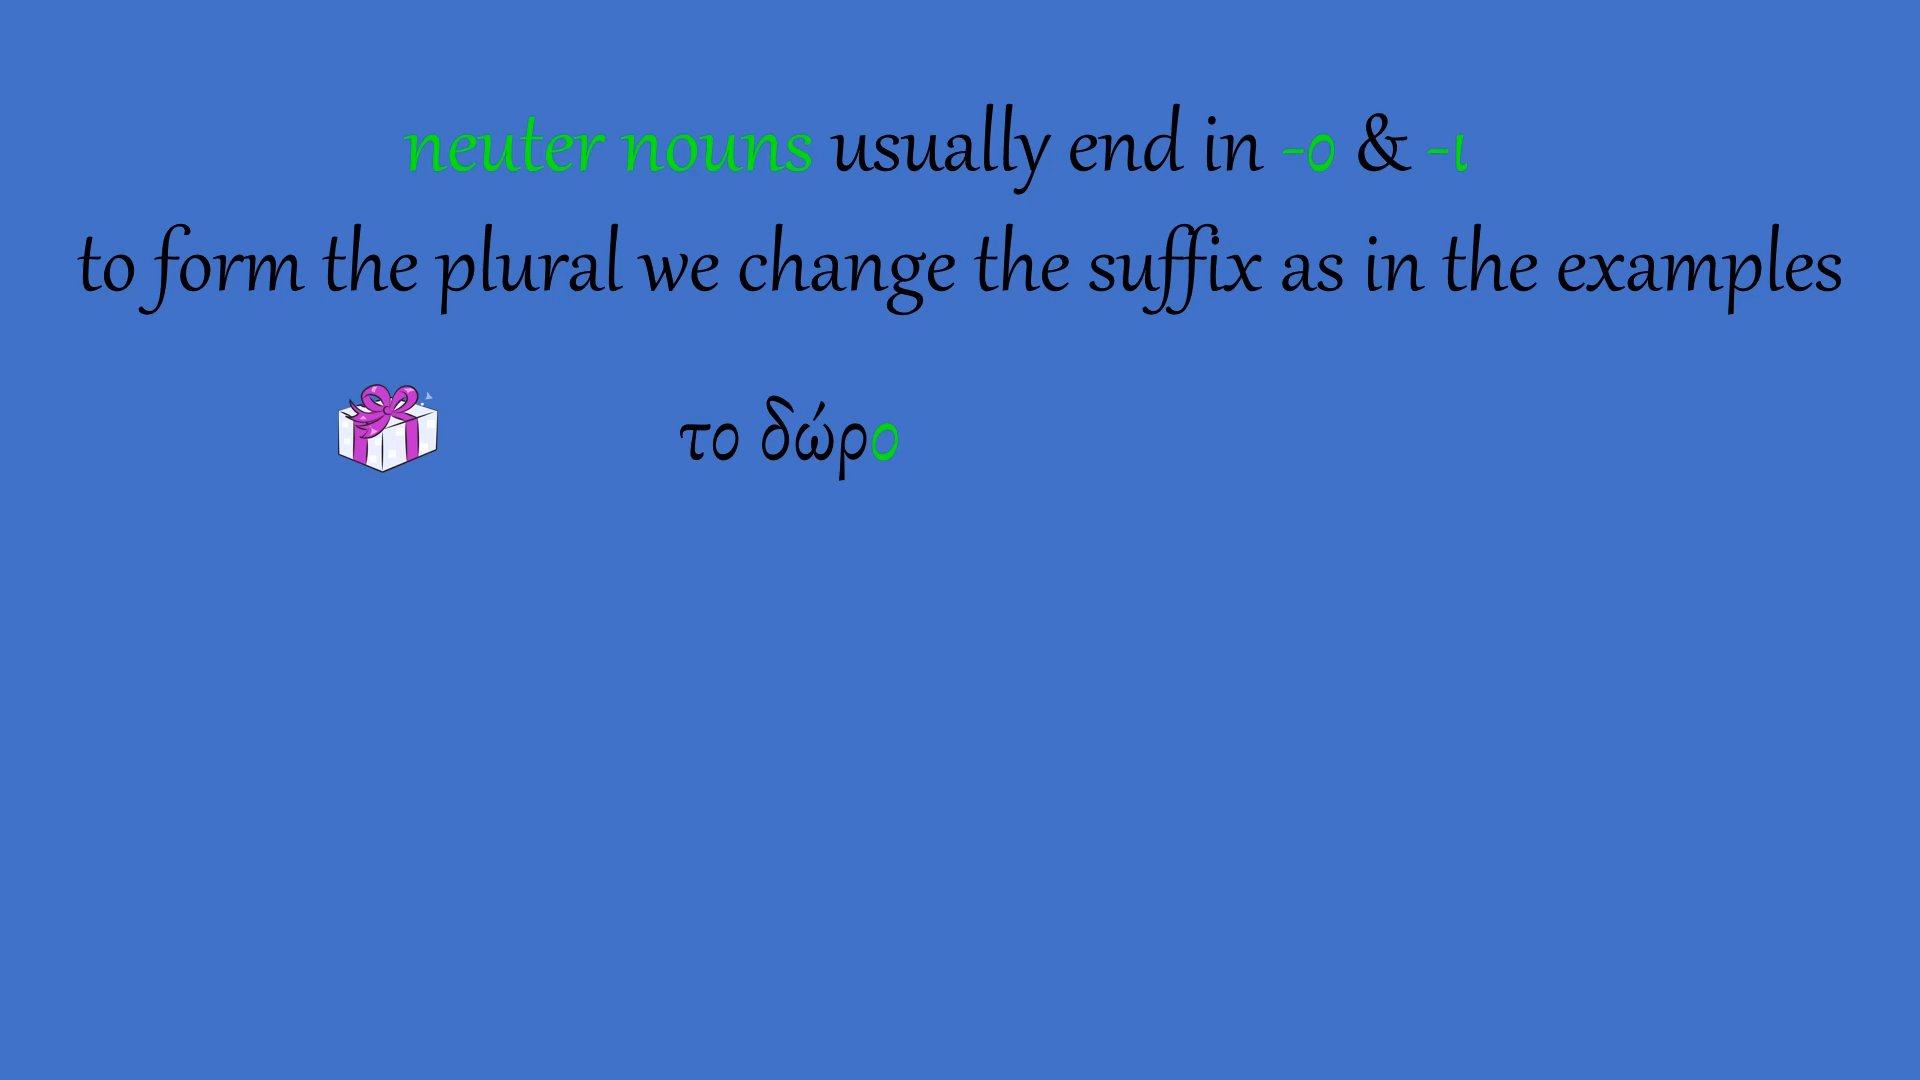 neuter nouns usually end in -ο & -ι
to form the plural we change the suffix as in the examples
το δώρο